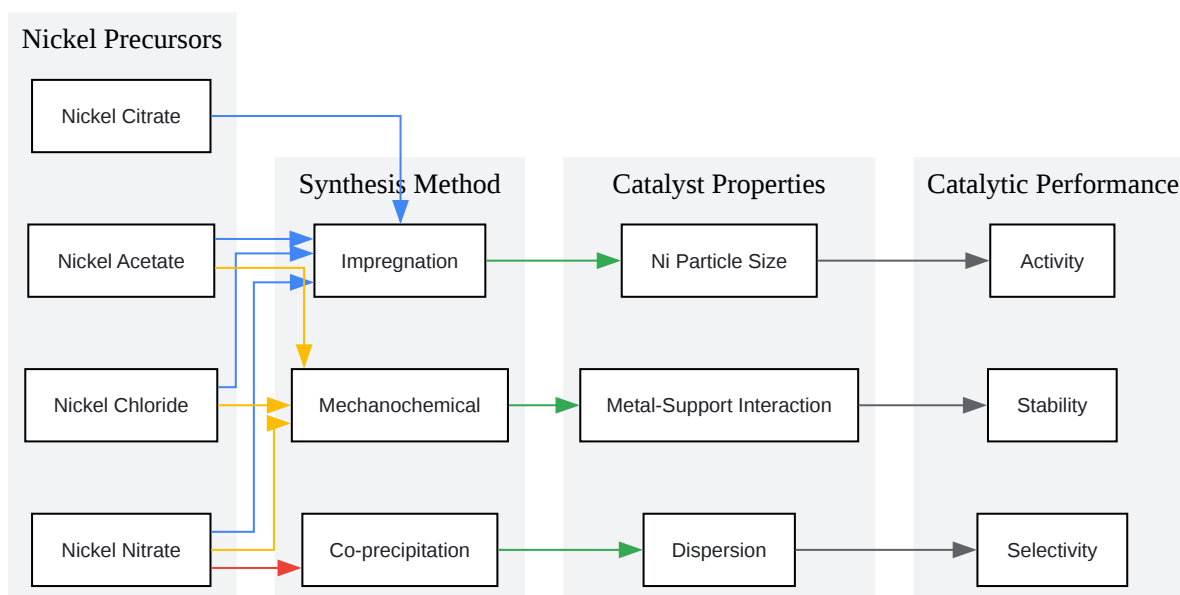 Nickel Precursors
Nickel Citrate
Nickel Acetate
Nickel Chloride
Nickel Nitrate
Synthesis Method
Impregnation
Mechanochemical
Co-precipitation
Catalyst Properties
Ni Particle Size
Metal-Support Interaction
Dispersion
Catalytic Performance
Activity
Stability
Selectivity